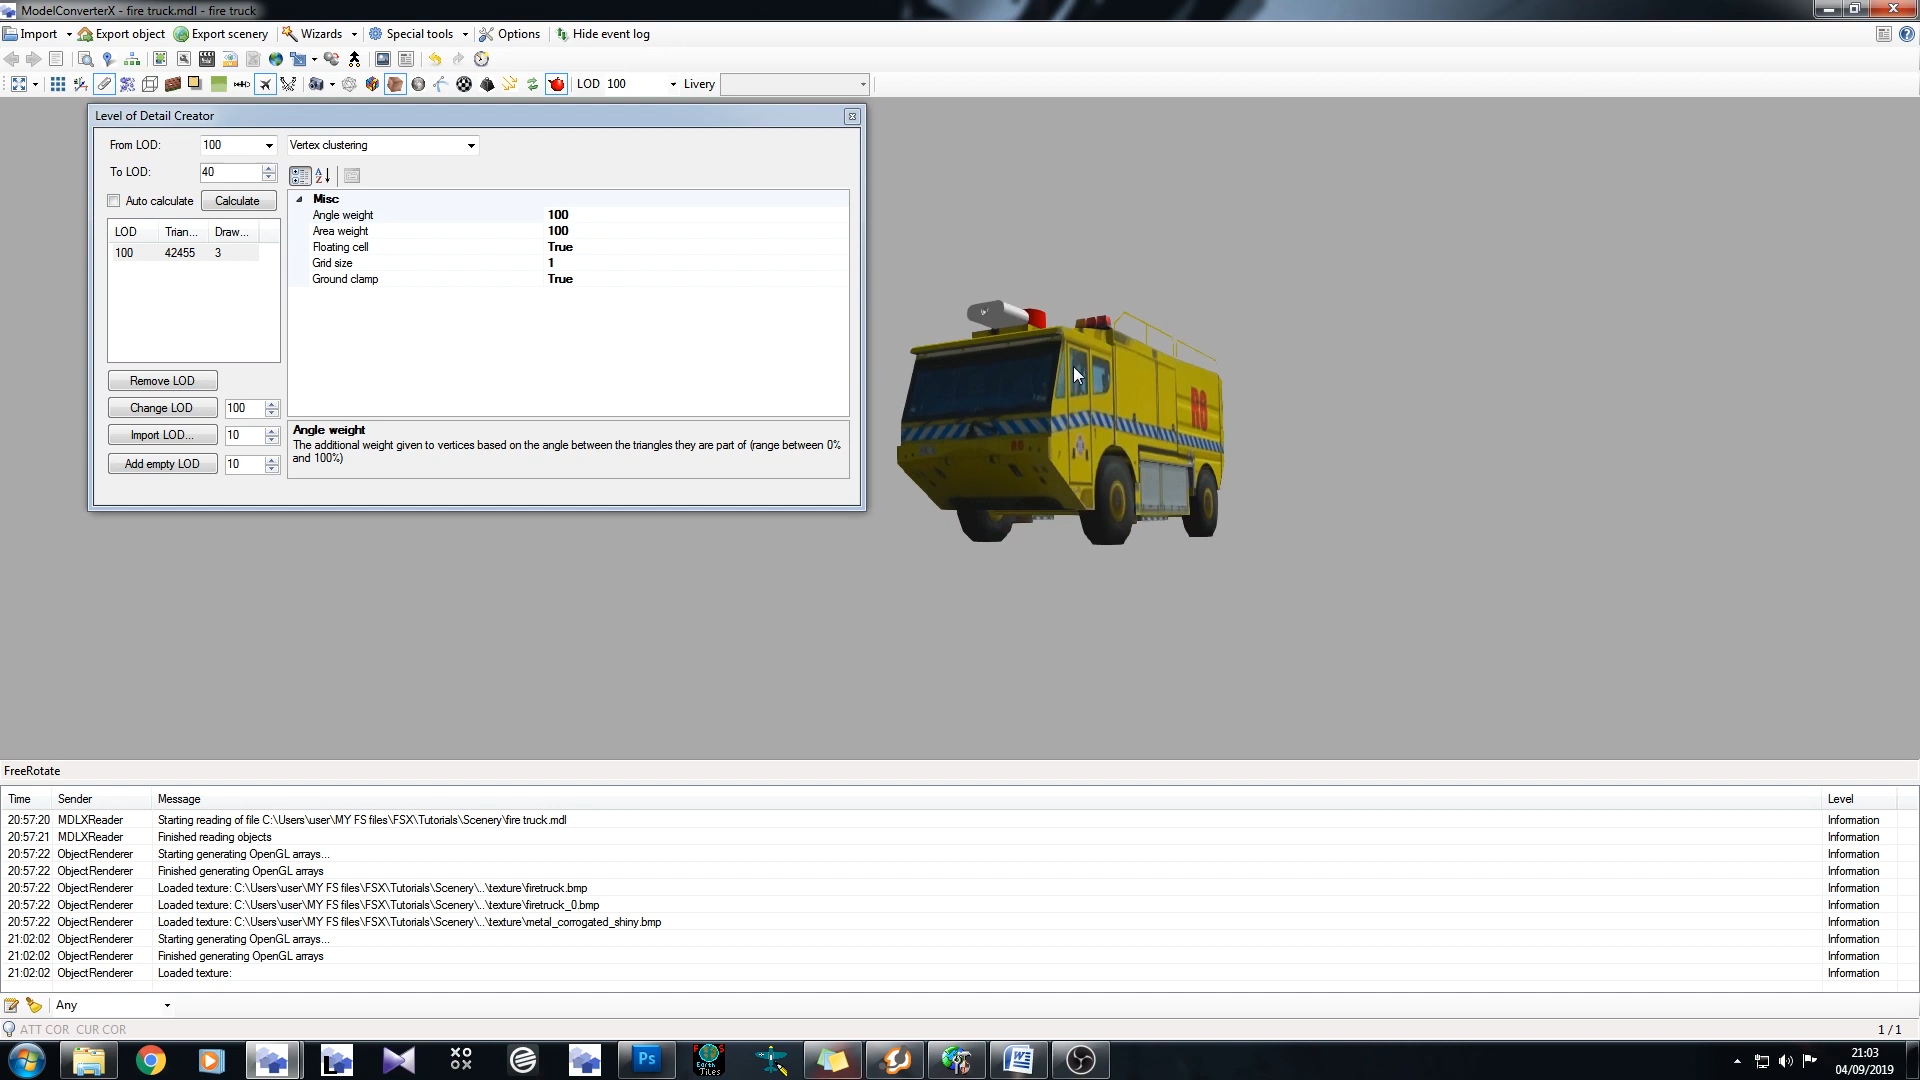 ModelConverterX - fire truck.mdl - fire truck
Import Export object Export scenery Wizards Special tools Options Hide event log
LOD 100 Livery
Level of Detail Creator
From LOD: 100 Vertex clustering
To LOD: 40
Auto calculate Calculate
Misc
Angle weight 100
Area weight 100
Floating cell True
Grid size 1
Ground clamp True
LOD Trian... Draw...
100 42455 3
Remove LOD
Change LOD 100
Import LOD... 10
Add empty LOD 10
Angle weight
The additional weight given to vertices based on the angle between the triangles they are part of (range between 0%
and 100%)
R8
FreeRotate
Time Sender Message Level
20:57:20 MDLXReader Starting reading of file C:\Users\user\MY FS files\FSX\Tutorials\Scenery\fire truck.mdl Information
20:57:21 MDLXReader Finished reading objects Information
20:57:22 ObjectRenderer Starting generating OpenGL arrays... Information
20:57:22 ObjectRenderer Finished generating OpenGL arrays Information
20:57:22 ObjectRenderer Loaded texture: C:\Users\user\MY FS files\FSX\Tutorials\Scenery\..\texture\firetruck.bmp Information
20:57:22 ObjectRenderer Loaded texture: C:\Users\user\MY FS files\FSX\Tutorials\Scenery\..\texture\firetruck_0.bmp Information
20:57:22 ObjectRenderer Loaded texture: C:\Users\user\MY FS files\FSX\Tutorials\Scenery\..\texture\metal_corrogated_shiny.bmp Information
21:02:02 ObjectRenderer Starting generating OpenGL arrays... Information
21:02:02 ObjectRenderer Finished generating OpenGL arrays Information
21:02:02 ObjectRenderer Loaded texture: Information
Any
ATT COR CUR COR 1 / 1
Ps
Earth
Tiles
21:03
04/09/2019